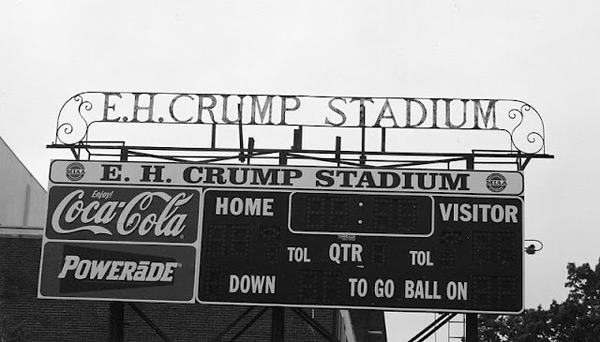 E.H.CRUMP STADIUM
E. H. CRUMP STADIUM
Enjoy!
Coca-Cola
POWERADE
HOME
VISITOR
TOL QTR TOL
DOWN TO GO BALL ON